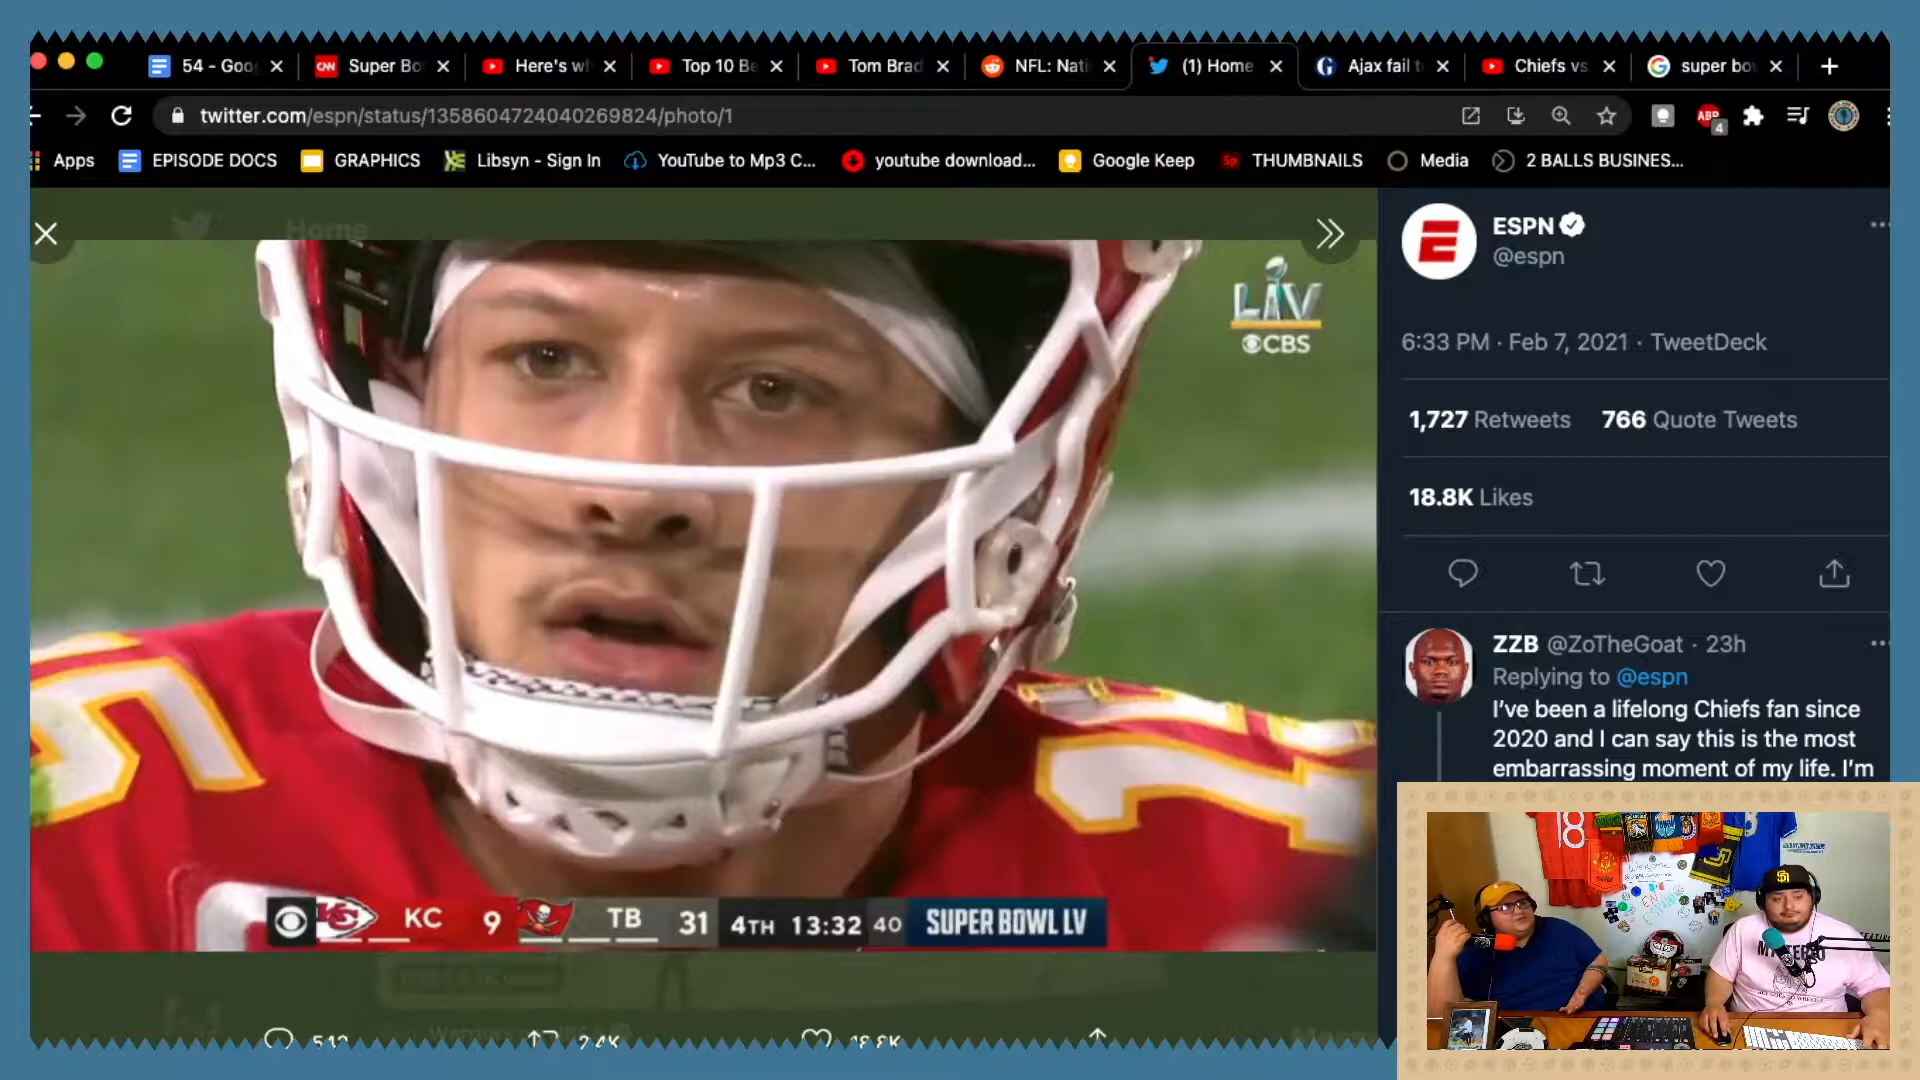 54 - Goo
CNN Super Bo
Here's w
Top 10 Be
Tom Brad
NFL: Nati
(1) Home
Ajax fail t
Chiefs vs
super bo
twitter.com/espn/status/1358604724040269824/photo/1
ABP
4
Apps
EPISODE DOCS
GRAPHICS
Libsyn - Sign In
YouTube to Mp3 C...
youtube download...
Google Keep
THUMBNAILS
Media
2 BALLS BUSINES...
Home
LIV
CBS
KC 9 TB 31 4TH 13:32 40 SUPER BOWL LV
ESPN
@espn
6:33 PM · Feb 7, 2021 · TweetDeck
1,727 Retweets 766 Quote Tweets
18.8K Likes
ZZB @ZoTheGoat · 23h
Replying to @espn
I've been a lifelong Chiefs fan since
2020 and I can say this is the most
embarrassing moment of my life. I'm
18